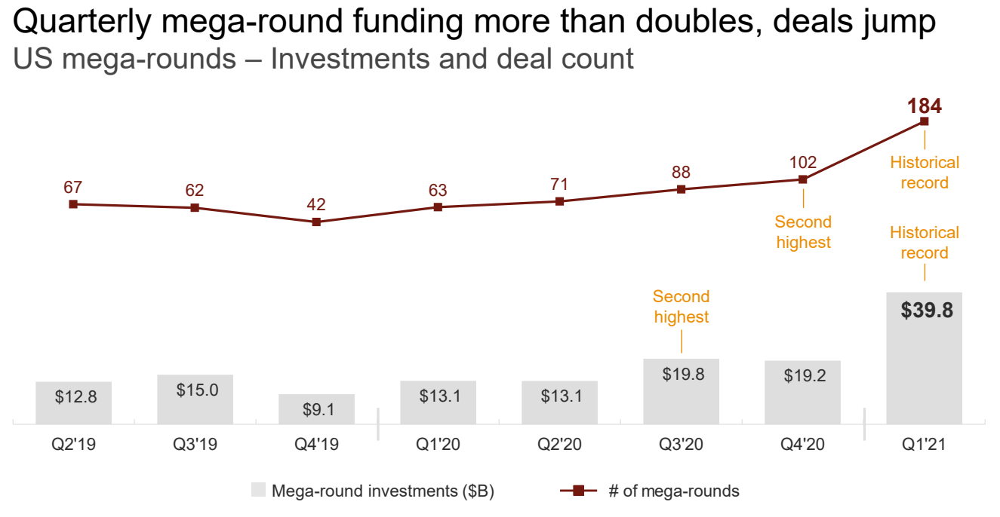 Quarterly mega-round funding more than doubles, deals jump
US mega-rounds – Investments and deal count
184
Historical
record
102
Second
highest
88
71
63
42
62
67
Historical
record
Second
highest
$12.8
$15.0
$9.1
$13.1
$13.1
$19.8
$19.2
$39.8
Q2'19
Q3'19
Q4'19
Q1'20
Q2'20
Q3'20
Q4'20
Q1'21
Mega-round investments ($B)
# of mega-rounds